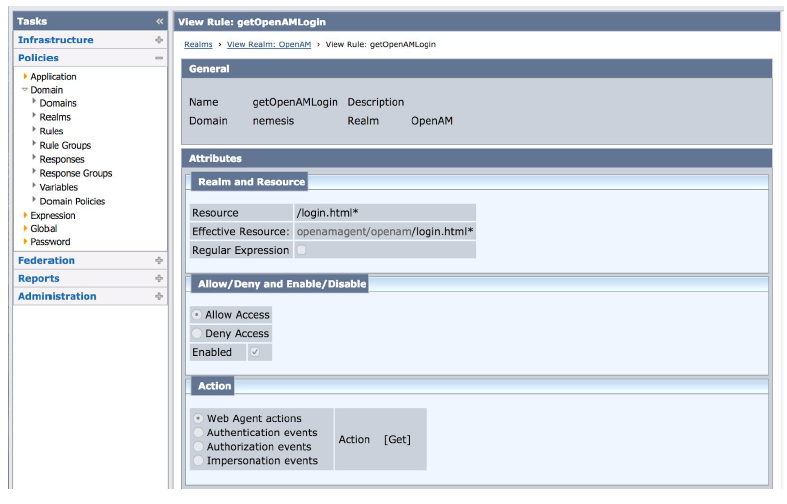 Tasks «
Infrastructure
Policies
Application
Domain
Domains
Realms
Rules
Rule Groups
Responses
Response Groups
Variables
Domain Policies
Expression
Global
Password
Federation
Reports
Administration
View Rule: getOpenAMLogin
Realms › View Realm: OpenAM › View Rule: getOpenAMLogin
General
Name getOpenAMLogin Description
Domain nemesis Realm OpenAM
Attributes
Realm and Resource
Resource /login.html*
Effective Resource: openamagent/openam/login.html*
Regular Expression
Allow/Deny and Enable/Disable
Allow Access
Deny Access
Enabled
Action
Web Agent actions
Authentication events
Authorization events
Impersonation events
Action [Get]